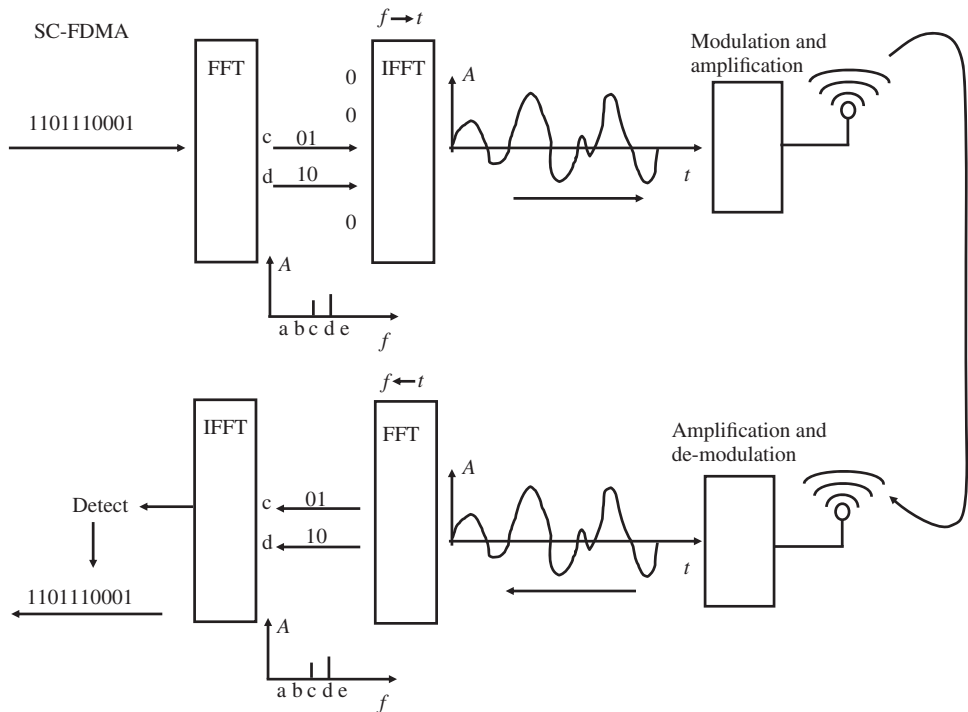 SC-FDMA
f → t
FFT
IFFT
Modulation and
amplification
0
A
0
1101110001
c 01
d 10
t
0
A
a b c d e
f
f ← t
IFFT
FFT
Amplification and
de-modulation
A
Detect
c 01
d 10
t
1101110001
A
a b c d e
f